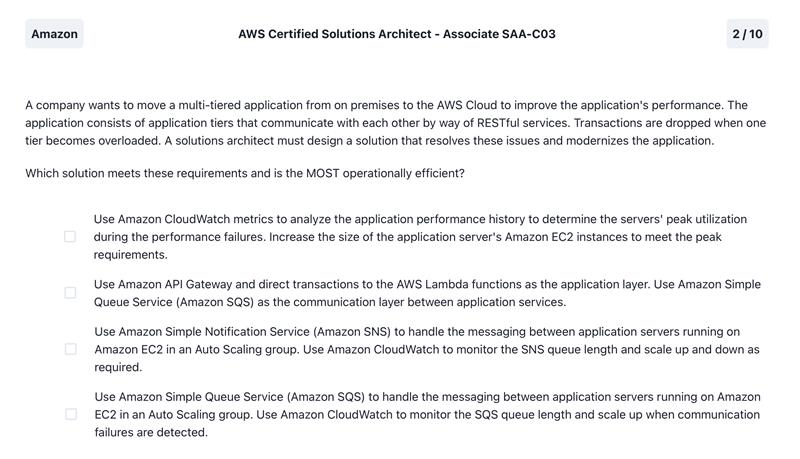 Amazon
AWS Certified Solutions Architect - Associate SAA-C03
2 / 10
A company wants to move a multi-tiered application from on premises to the AWS Cloud to improve the application's performance. The
application consists of application tiers that communicate with each other by way of RESTful services. Transactions are dropped when one
tier becomes overloaded. A solutions architect must design a solution that resolves these issues and modernizes the application.
Which solution meets these requirements and is the MOST operationally efficient?
Use Amazon CloudWatch metrics to analyze the application performance history to determine the servers' peak utilization
during the performance failures. Increase the size of the application server's Amazon EC2 instances to meet the peak
requirements.
Use Amazon API Gateway and direct transactions to the AWS Lambda functions as the application layer. Use Amazon Simple
Queue Service (Amazon SQS) as the communication layer between application services.
Use Amazon Simple Notification Service (Amazon SNS) to handle the messaging between application servers running on
Amazon EC2 in an Auto Scaling group. Use Amazon CloudWatch to monitor the SNS queue length and scale up and down as
required.
Use Amazon Simple Queue Service (Amazon SQS) to handle the messaging between application servers running on Amazon
EC2 in an Auto Scaling group. Use Amazon CloudWatch to monitor the SQS queue length and scale up when communication
failures are detected.